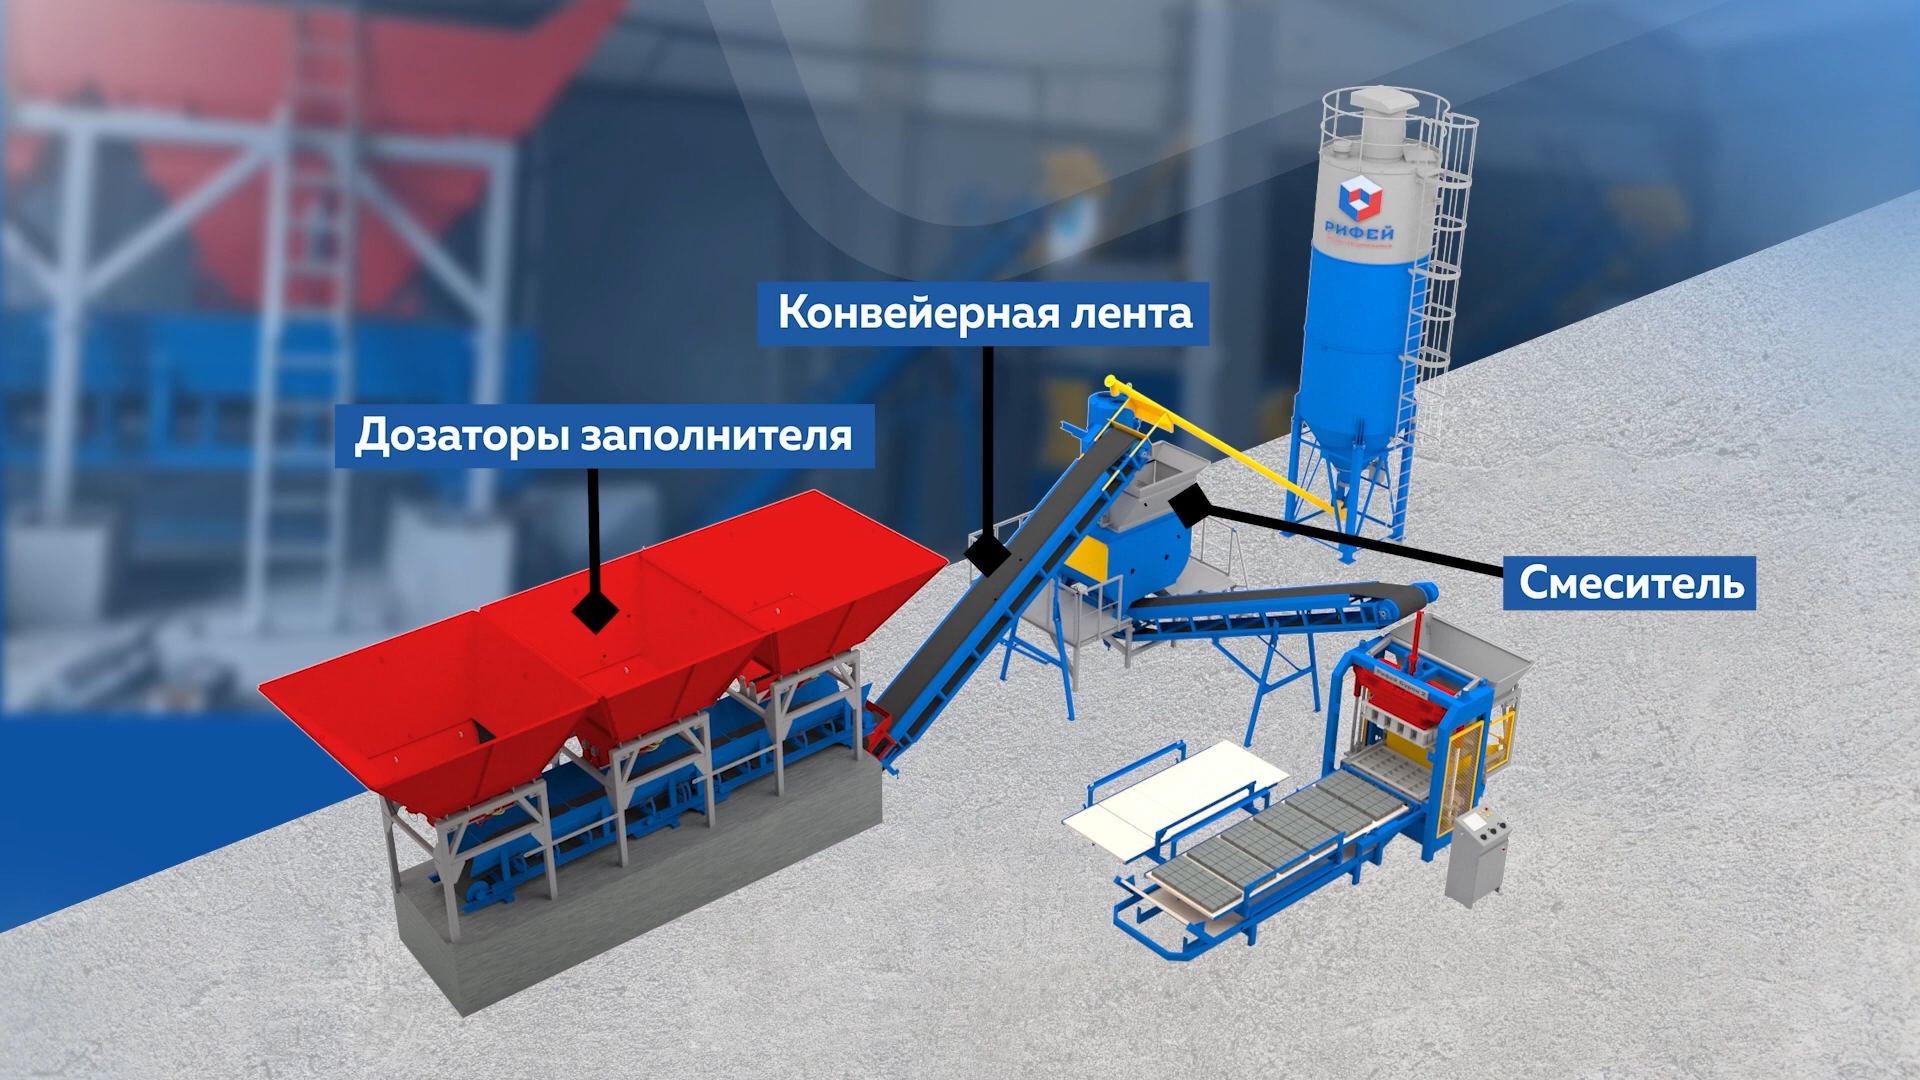 РИФЕЙ
Конвейерная лента
Дозаторы заполнителя
Смеситель